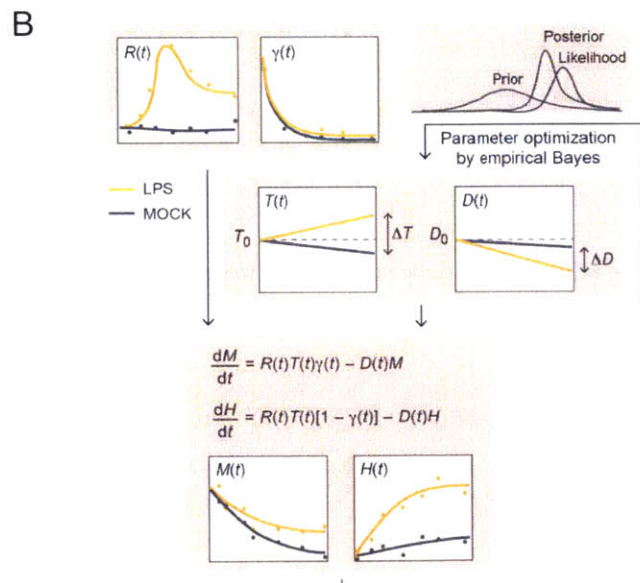 B
R(t)
γ(t)
Posterior
Likelihood
Prior
Parameter optimization
by empirical Bayes
LPS
MOCK
T(t)
T0
ΔT
D(t)
D0
ΔD
dM/dt = R(t)T(t)γ(t) – D(t)M
dH/dt = R(t)T(t)[1 – γ(t)] – D(t)H
M(t)
H(t)